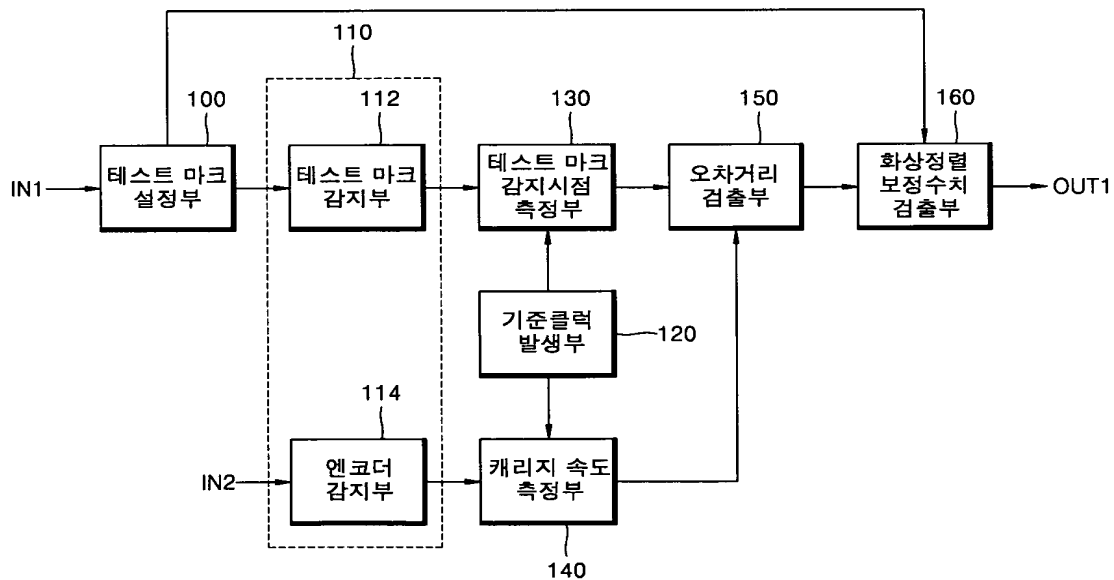 110
100
112
130
150
160
IN1
테스트 마크
설정부
테스트 마크
감지부
테스트 마크
감지시점
측정부
오차거리
검출부
화상정렬
보정수치
검출부
OUT1
기준클럭
발생부
120
114
IN2
엔코더
감지부
캐리지 속도
측정부
140